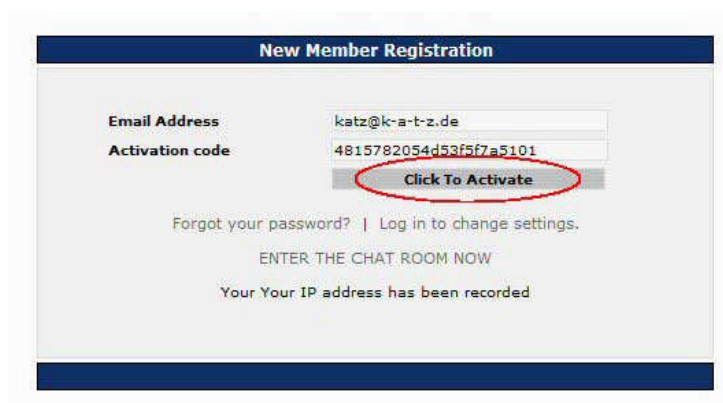 New Member Registration
Email Address katz@k-a-t-z.de
Activation code 4815782054d53f5f7a5101
Click To Activate
Forgot your password? | Log in to change settings.
ENTER THE CHAT ROOM NOW
Your Your IP address has been recorded